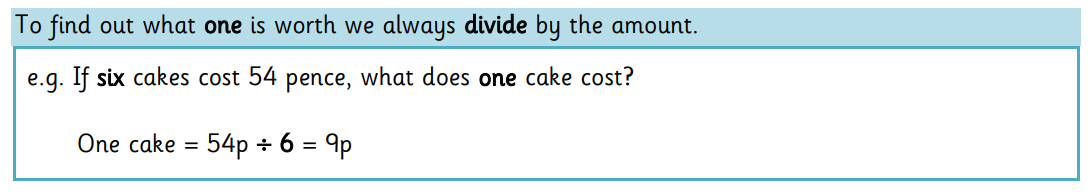 To find out what one is worth we always divide by the amount.
e.g. If six cakes cost 54 pence, what does one cake cost?
One cake = 54p ÷ 6 = 9p